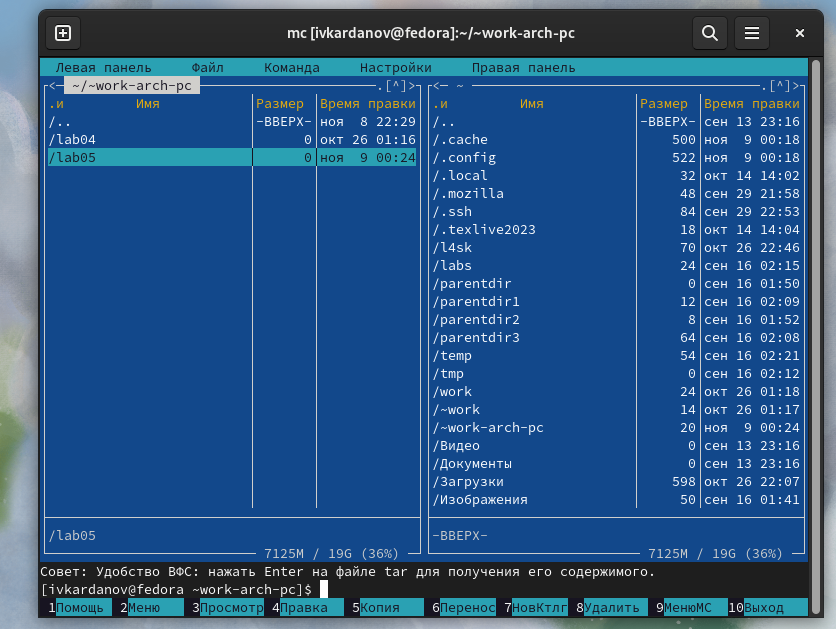 mc [ivkardanov@fedora]:~/~work-arch-pc
Левая панель Файл Команда Настройки Правая панель
<- ~/~work-arch-pc .[^]>
.и Имя Размер Время правки
/.. -ВВЕРХ- ноя 8 22:29
/lab04 0 окт 26 01:16
/lab05 0 ноя 9 00:24
/lab05
7125M / 19G (36%)
<- ~ .[^]>
.и Имя Размер Время правки
/.. -ВВЕРХ- сен 13 23:16
/.cache 500 ноя 9 00:18
/.config 522 ноя 9 00:18
/.local 32 окт 14 14:02
/.mozilla 48 сен 29 21:58
/.ssh 84 сен 29 22:53
/.texlive2023 18 окт 14 14:04
/l4sk 70 окт 26 22:46
/labs 24 сен 16 02:15
/parentdir 0 сен 16 01:50
/parentdir1 12 сен 16 02:09
/parentdir2 8 сен 16 01:52
/parentdir3 64 сен 16 02:08
/temp 54 сен 16 02:21
/tmp 0 сен 16 02:12
/work 24 окт 26 01:18
/~work 14 окт 26 01:17
/~work-arch-pc 20 ноя 9 00:24
/Видео 0 сен 13 23:16
/Документы 0 сен 13 23:16
/Загрузки 598 окт 26 22:07
/Изображения 50 сен 16 01:41
-ВВЕРХ-
7125M / 19G (36%)
Совет: Удобство ВФС: нажать Enter на файле tar для получения его содержимого.
[ivkardanov@fedora ~work-arch-pc]$
1Помощь 2Меню 3Просмотр 4Правка 5Копия 6Перенос 7НовКтлг 8Удалить 9МенюМС 10Выход